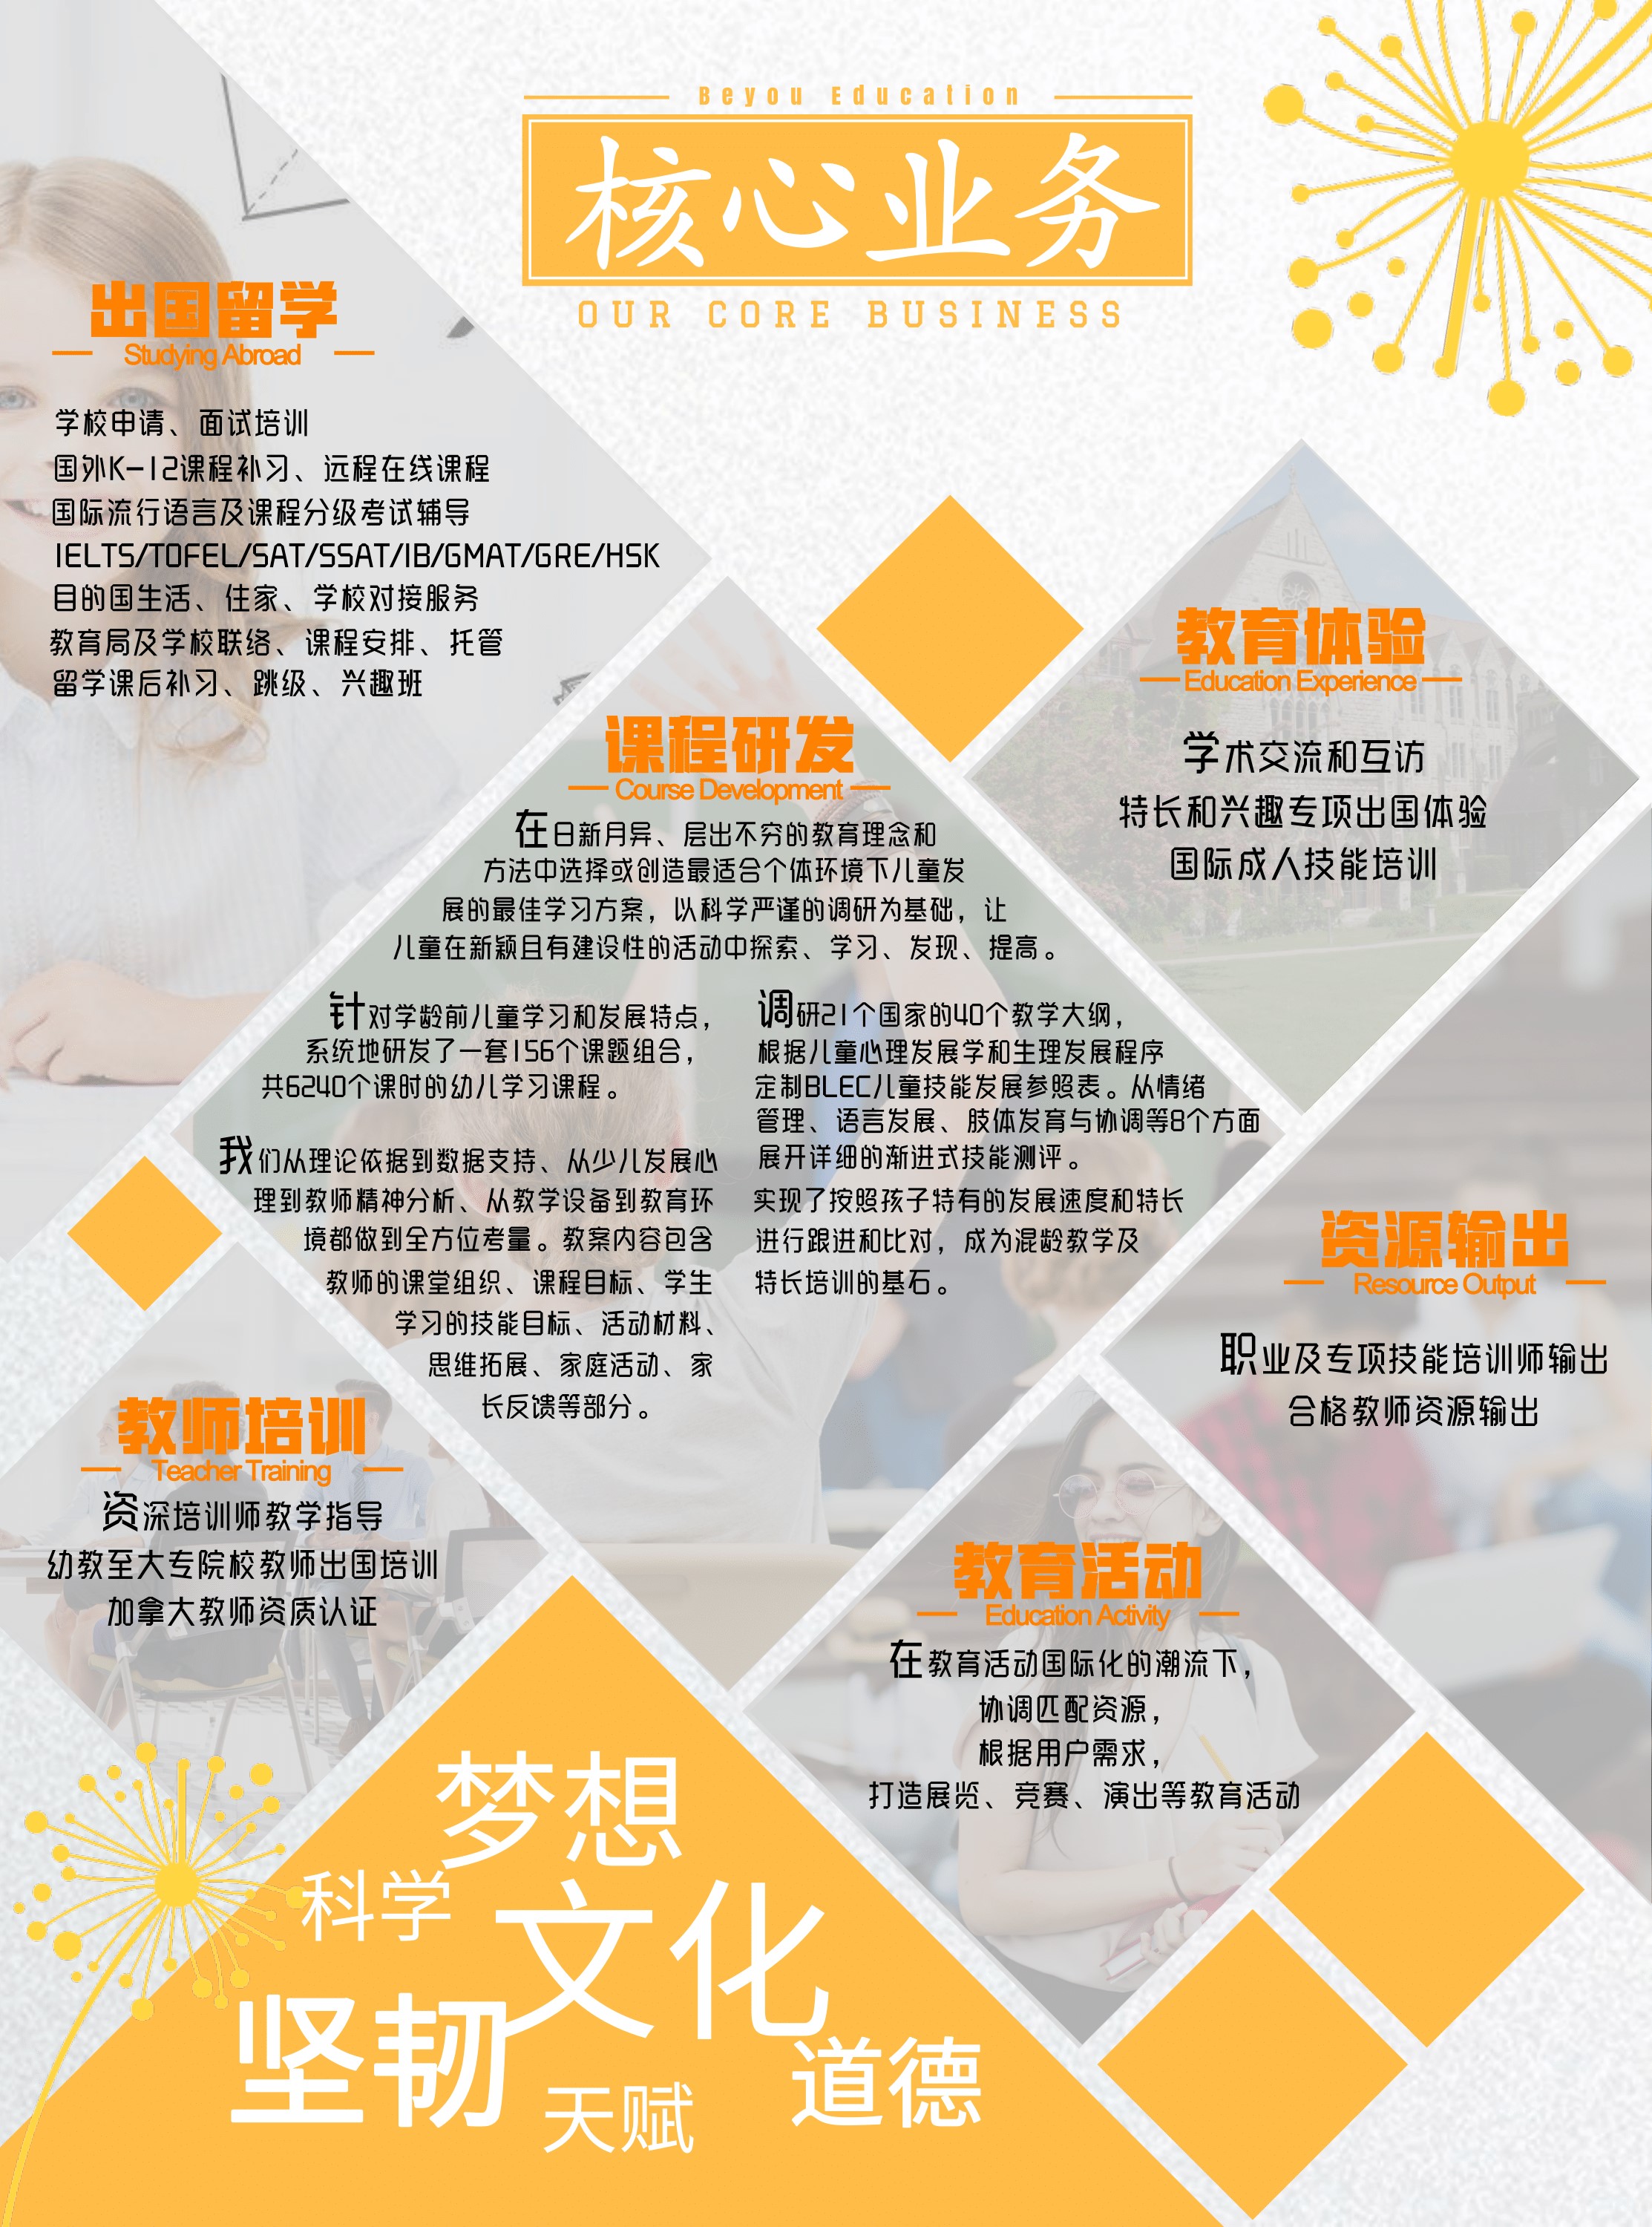 Beyou Education
核心业务
OUR CORE BUSINESS
出国留学
Studying Abroad
学校申请、面试培训
国外K-12课程补习、远程在线课程
国际流行语言及课程分级考试辅导
IELTS/TOFEL/SAT/SSAT/IB/GMAT/GRE/HSK
目的国生活、住家、学校对接服务
教育局及学校联络、课程安排、托管
留学课后补习、跳级、兴趣班
教育体验
Education Experience
学术交流和互访
特长和兴趣专项出国体验
国际成人技能培训
课程研发
Course Development
在日新月异、层出不穷的教育理念和
方法中选择或创造最适合个体环境下儿童发
展的最佳学习方案，以科学严谨的调研为基础，让
儿童在新颖且有建设性的活动中探索、学习、发现、提高。
针对学龄前儿童学习和发展特点，
系统地研发了一套156个课题组合，
共6240个课时的幼儿学习课程。
我们从理论依据到数据支持、从少儿发展心
理到教师精神分析、从教学设备到教育环
境都做到全方位考量。教案内容包含
教师的课堂组织、课程目标、学生
学习的技能目标、活动材料、
思维拓展、家庭活动、家
长反馈等部分。
调研21个国家的40个教学大纲，
根据儿童心理发展学和生理发展程序
定制BLEC儿童技能发展参照表。从情绪
管理、语言发展、肢体发育与协调等8个方面
展开详细的渐进式技能测评。
实现了按照孩子特有的发展速度和特长
进行跟进和比对，成为混龄教学及
特长培训的基石。
资源输出
Resource Output
职业及专项技能培训师输出
合格教师资源输出
教师培训
Teacher Training
资深培训师教学指导
幼教至大专院校教师出国培训
加拿大教师资质认证
教育活动
Education Activity
在教育活动国际化的潮流下，
协调匹配资源，
根据用户需求，
打造展览、竞赛、演出等教育活动
梦想
科学
文化
坚韧
道德
天赋